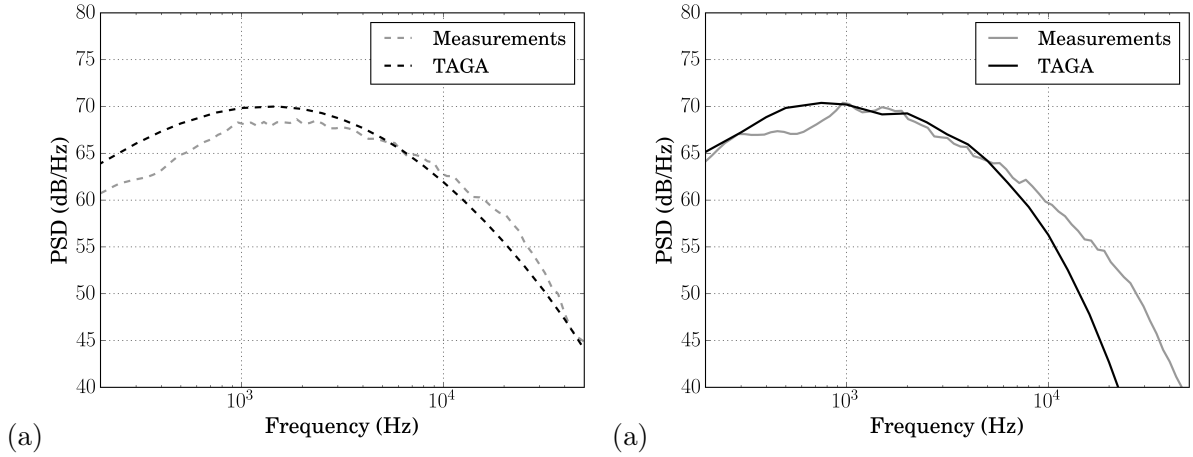 80
75
70
65
60
55
50
45
40
PSD (dB/Hz)
Measurements
TAGA
10³
10⁴
Frequency (Hz)
(a)
80
75
70
65
60
55
50
45
40
PSD (dB/Hz)
Measurements
TAGA
10³
10⁴
Frequency (Hz)
(a)